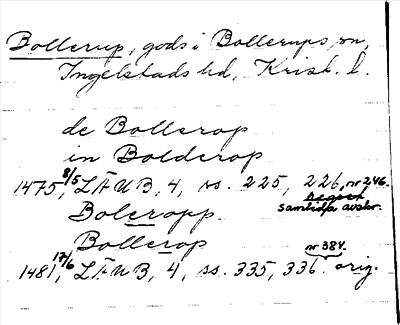 Bollerup, gods i Bollerups sn,
Ingelstads hd, Krist. l.
de Bollerop
in Bolderop
1475 8/5, LÄUB, 4, ss. 225, 226, nr 246.
samtida avskr.
Bolcropp.
Bollerop
1481 17/6, LÄUB, 4, ss. 335, 336. nr 384. orig.